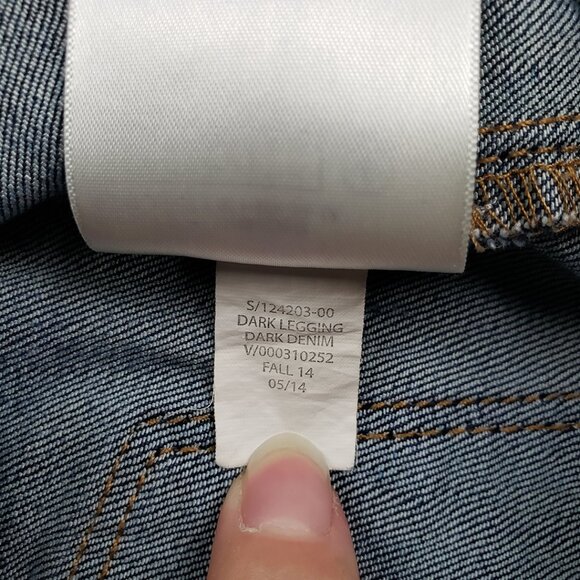 S/124203-00
DARK LEGGING
DARK DENIM
V/000310252
FALL 14
05/14